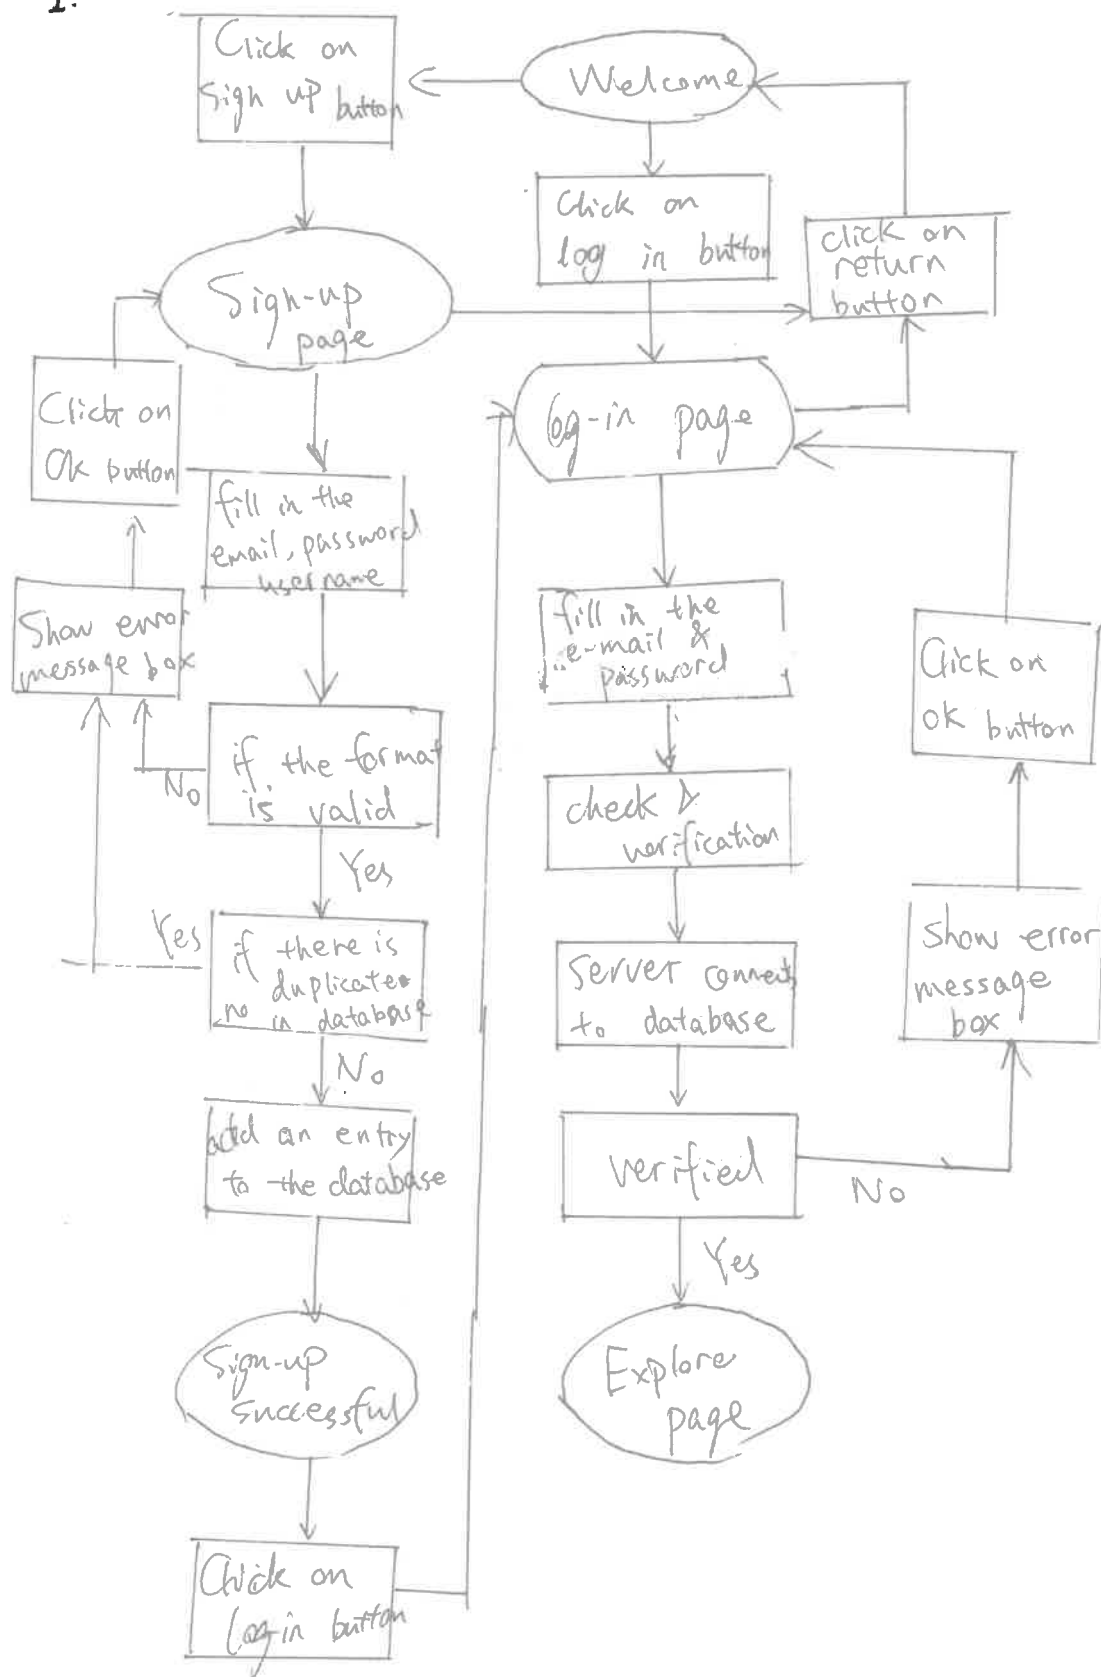 1.
Click on
Sign up button
Welcome
Click on
log in button
click on
return
button
Sign-up
page
log-in page
Click on
Ok button
fill in the
email, password
username
Show error
message box
fill in the
e-mail &
password
Click on
ok button
if the format
is valid
No
Yes
check &
verification
Yes
if there is
duplicate
no in database
No
server connects
to database
Show error
message
box
add an entry
to the database
verified
No
Yes
Sign-up
successful
Explore
page
Click on
log-in button